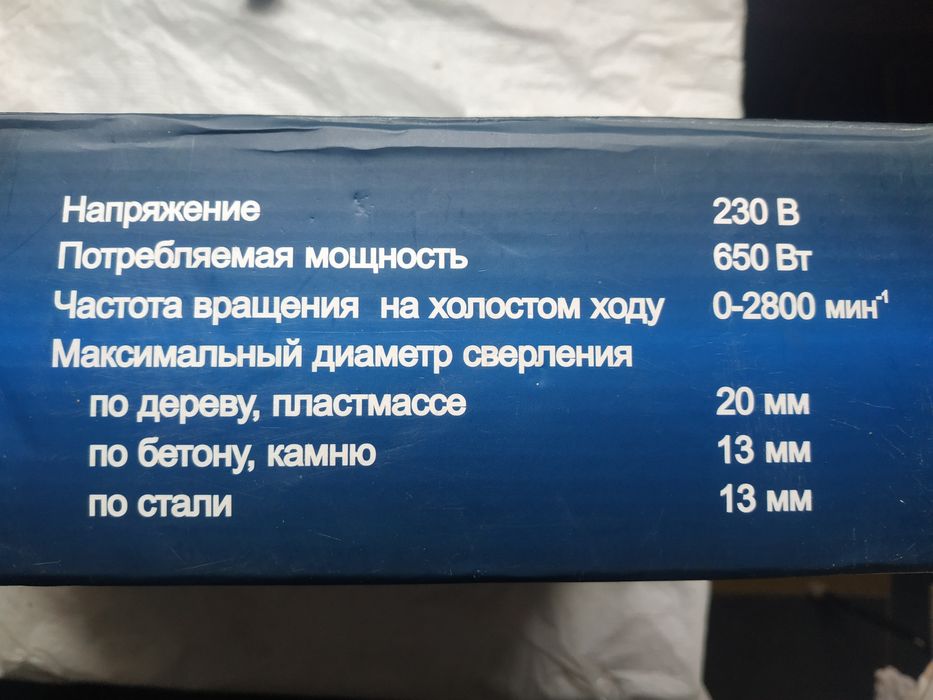 Напряжение 230 В
Потребляемая мощность 650 Вт
Частота вращения на холостом ходу 0-2800 мин⁻¹
Максимальный диаметр сверления
по дереву, пластмассе 20 мм
по бетону, камню 13 мм
по стали 13 мм